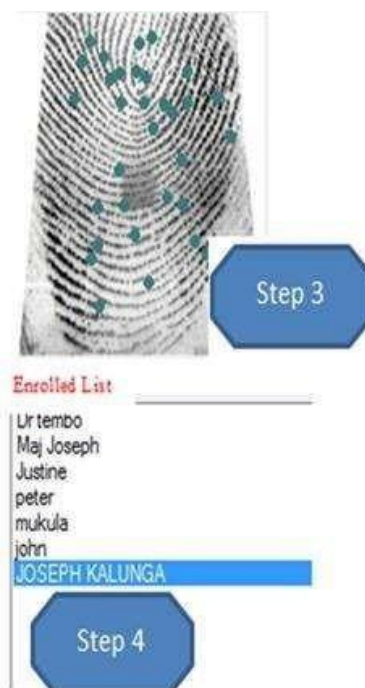 Step 3
Enrolled List
Dr tembo
Maj Joseph
Justine
peter
mukula
john
JOSEPH KALUNGA
Step 4